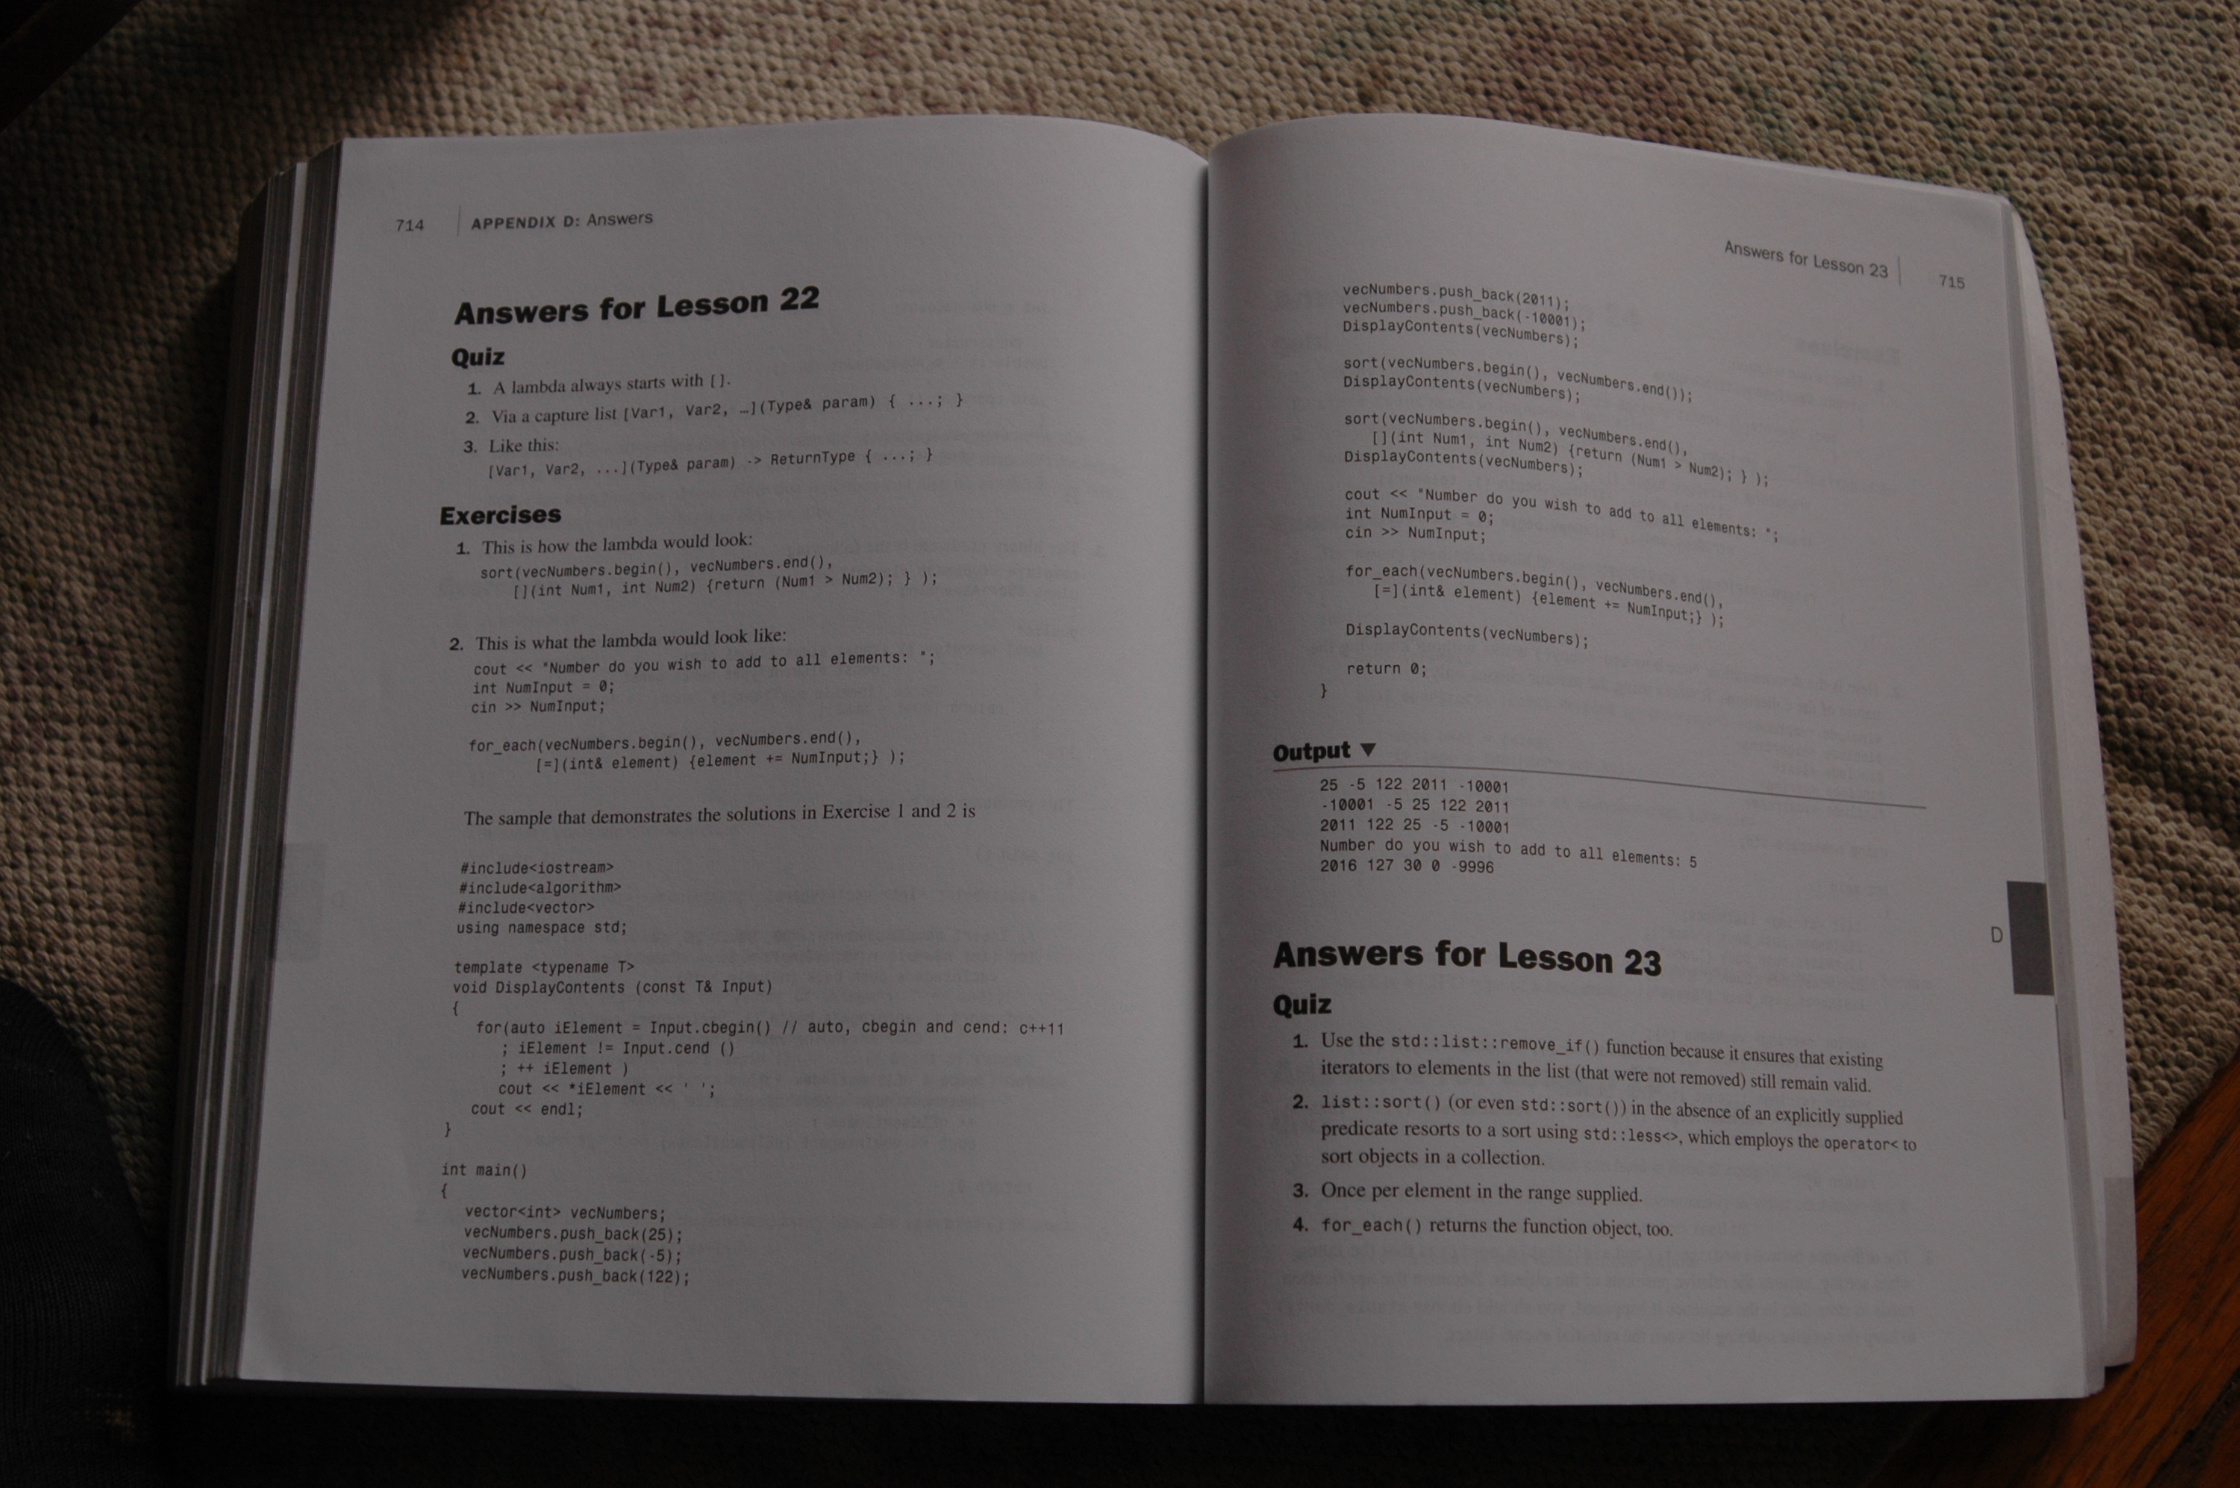 714 APPENDIX D: Answers
Answers for Lesson 22
Quiz
1. A lambda always starts with [].
2. Via a capture list [Var1, Var2, …](Type& param) { ...; }
3. Like this:
[Var1, Var2, ...](Type& param) -> ReturnType { ...; }
Exercises
1. This is how the lambda would look:
sort(vecNumbers.begin(), vecNumbers.end(),
[](int Num1, int Num2) {return (Num1 > Num2); } );
2. This is what the lambda would look like:
cout << "Number do you wish to add to all elements: ";
int NumInput = 0;
cin >> NumInput;
for_each(vecNumbers.begin(), vecNumbers.end(),
[=](int& element) {element += NumInput;} );
The sample that demonstrates the solutions in Exercise 1 and 2 is
#include<iostream>
#include<algorithm>
#include<vector>
using namespace std;
template <typename T>
void DisplayContents (const T& Input)
{
for(auto iElement = Input.cbegin() // auto, cbegin and cend: c++11
; iElement != Input.cend ()
; ++ iElement )
cout << *iElement << ' ';
cout << endl;
}
int main()
{
vector<int> vecNumbers;
vecNumbers.push_back(25);
vecNumbers.push_back(-5);
vecNumbers.push_back(122);
Answers for Lesson 23 715
vecNumbers.push_back(2011);
vecNumbers.push_back(-10001);
DisplayContents(vecNumbers);
sort(vecNumbers.begin(), vecNumbers.end());
DisplayContents(vecNumbers);
sort(vecNumbers.begin(), vecNumbers.end(),
[](int Num1, int Num2) {return (Num1 > Num2); } );
DisplayContents(vecNumbers);
cout << "Number do you wish to add to all elements: ";
int NumInput = 0;
cin >> NumInput;
for_each(vecNumbers.begin(), vecNumbers.end(),
[=](int& element) {element += NumInput;} );
DisplayContents(vecNumbers);
return 0;
}
Output ▼
25 -5 122 2011 -10001
-10001 -5 25 122 2011
2011 122 25 -5 -10001
Number do you wish to add to all elements: 5
2016 127 30 0 -9996
D
Answers for Lesson 23
Quiz
1. Use the std::list::remove_if() function because it ensures that existing
iterators to elements in the list (that were not removed) still remain valid.
2. list::sort() (or even std::sort()) in the absence of an explicitly supplied
predicate resorts to a sort using std::less<>, which employs the operator< to
sort objects in a collection.
3. Once per element in the range supplied.
4. for_each() returns the function object, too.